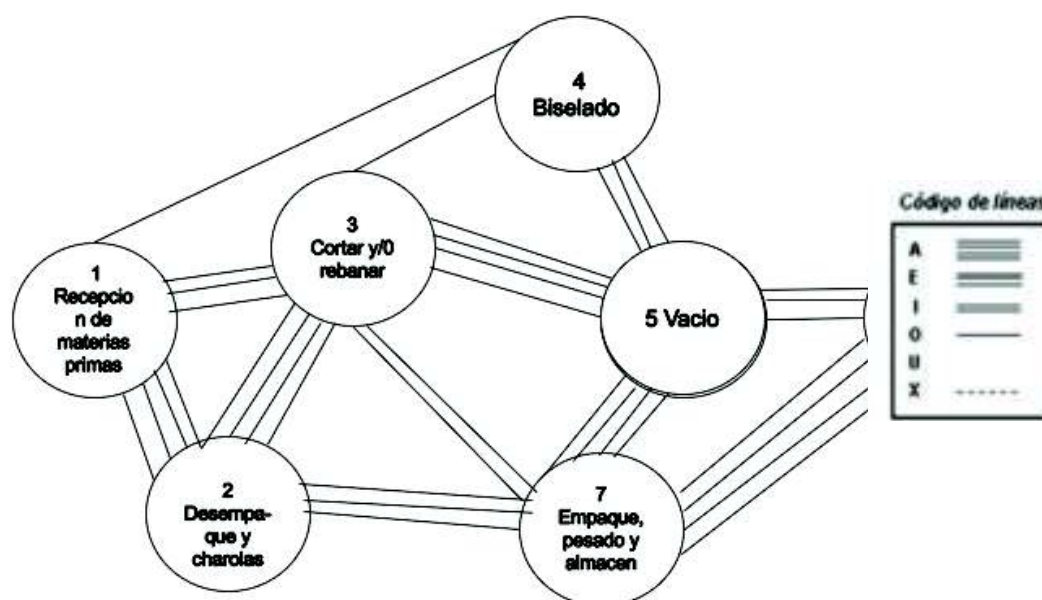 4
Biselado
3
Cortar y/0
rebanar
1
Recepcio
n de
materias
primas
5 Vacio
2
Desempa-
que y
charolas
7
Empaque,
pesado y
almacen
Código de líneas
A
E
I
O
U
X